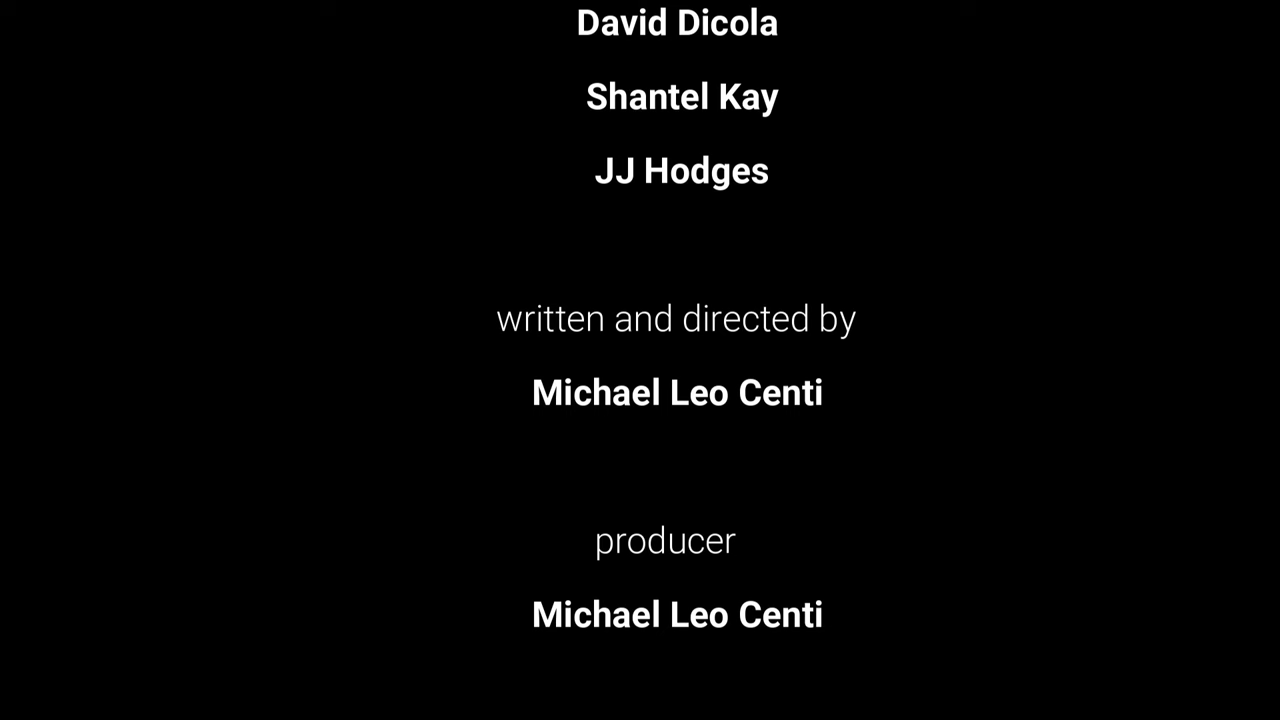 David Dicola
Shantel Kay
JJ Hodges
written and directed by
Michael Leo Centi
producer
Michael Leo Centi